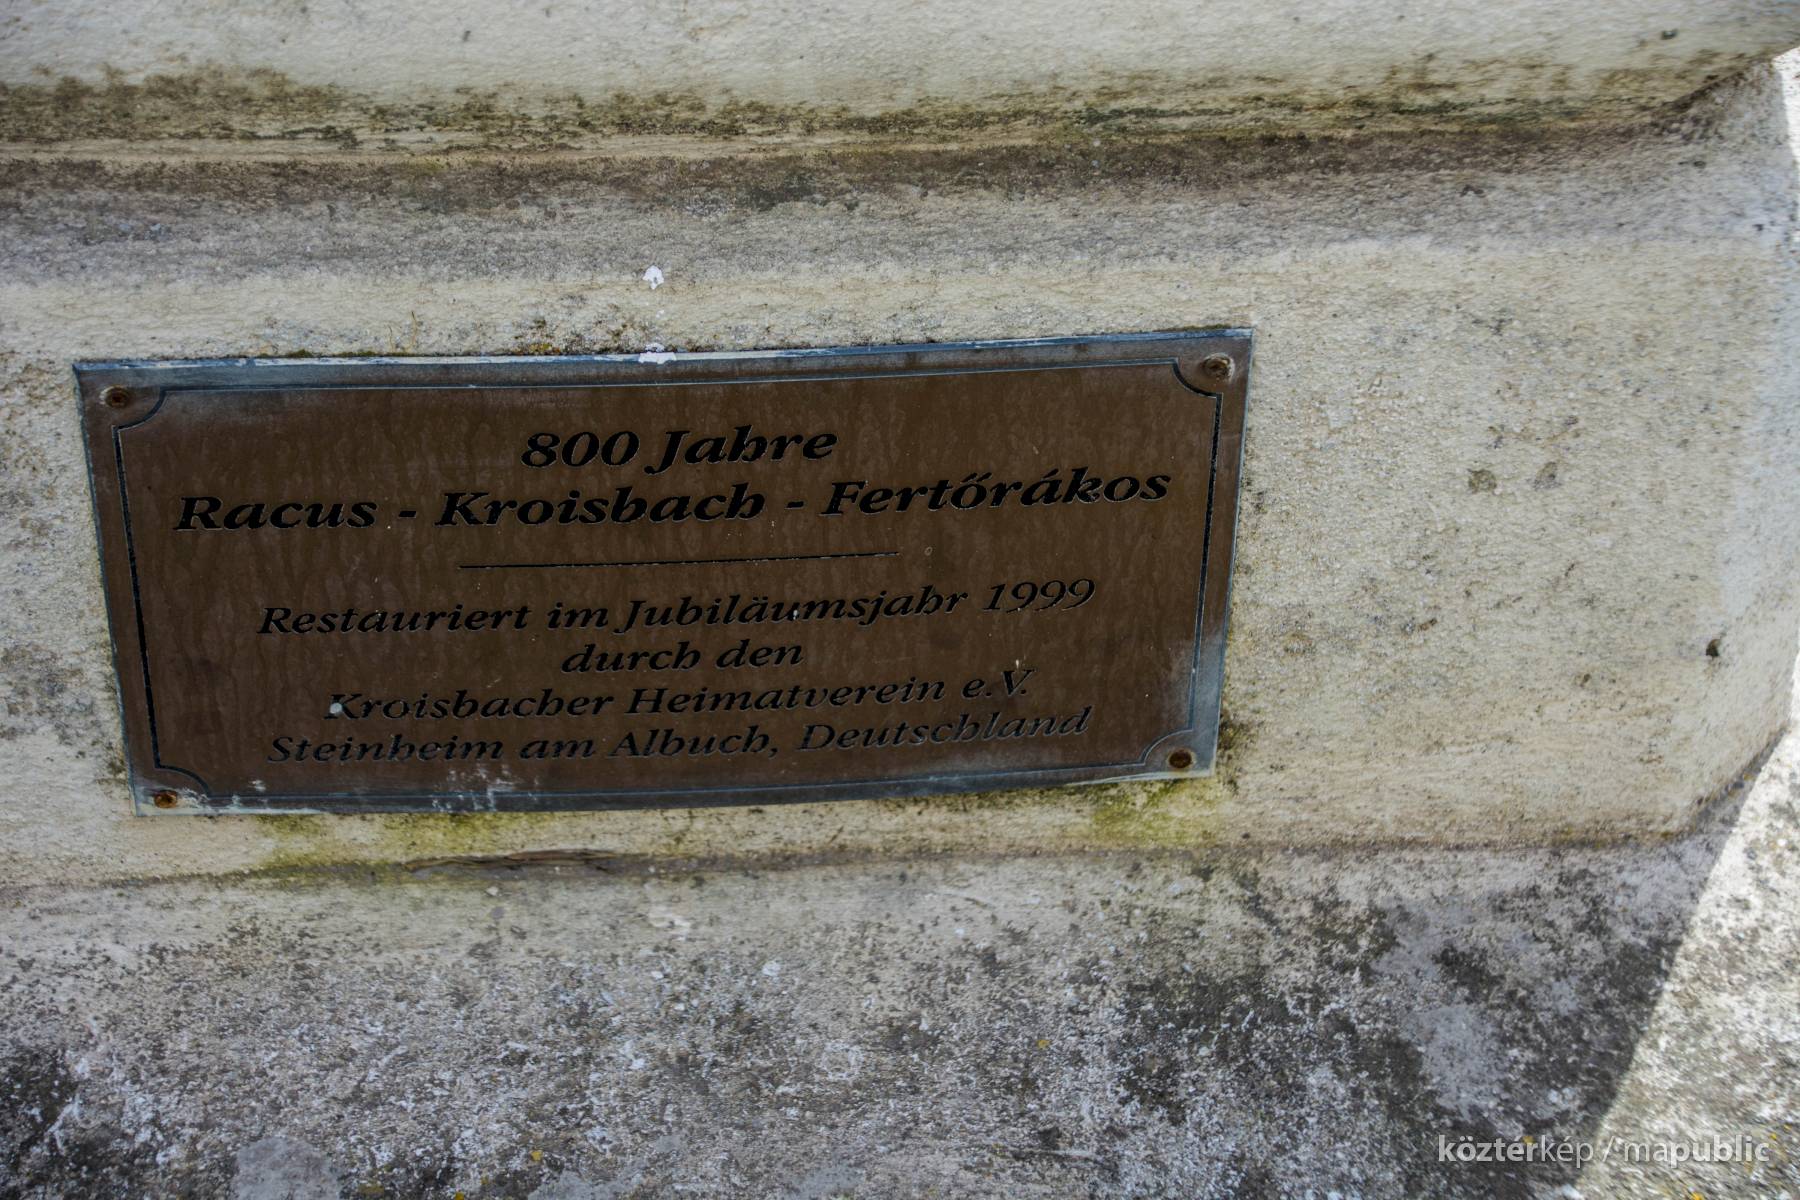 800 Jahre
Racus - Kroisbach - Fertőrákos
Restauriert im Jubiläumsjahr 1999
durch den
Kroisbacher Heimatverein e.V.
Steinheim am Albuch, Deutschland
köztérkép / mapublic